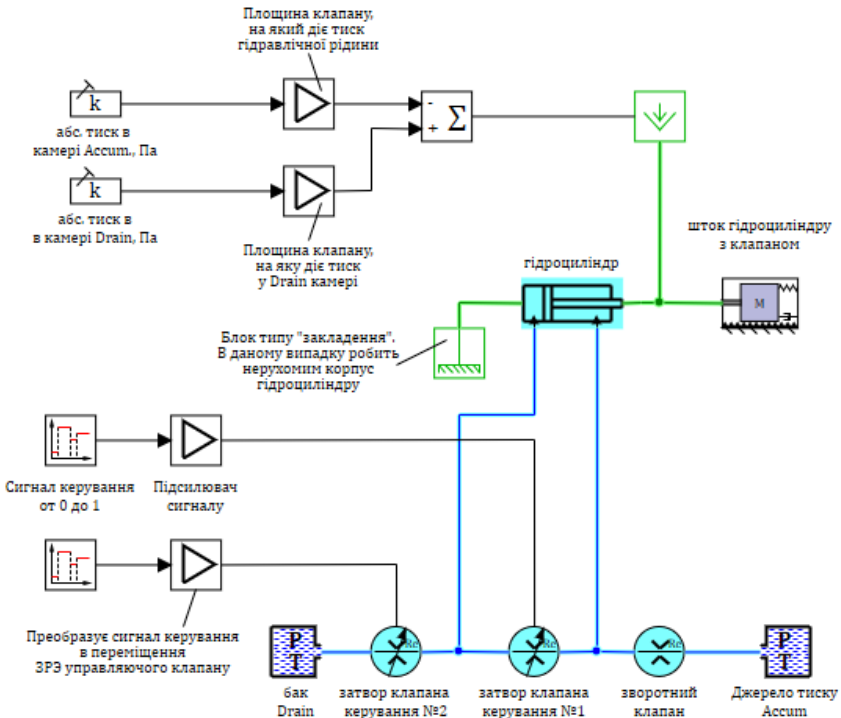 Площина клапану,
на який діє тиск
гідравлічної рідини
k
абс. тиск в
камері Accum., Па
-
+
Σ
k
абс. тиск в
в камері Drain, Па
Площина клапану,
на яку діє тиск
у Drain камері
шток гідроциліндру
з клапаном
гідроциліндр
M
Блок типу "закладення".
В даному випадку робить
нерухомим корпус
гідроциліндру
Сигнал керування
от 0 до 1
Підсилювач
сигналу
Преобразує сигнал керування
в переміщення
ЗРЭ управляючого клапану
P
T
Re
Re
Re
P
T
бак
Drain
затвор клапана
керування №2
затвор клапана
керування №1
зворотний
клапан
Джерело тиску
Accum